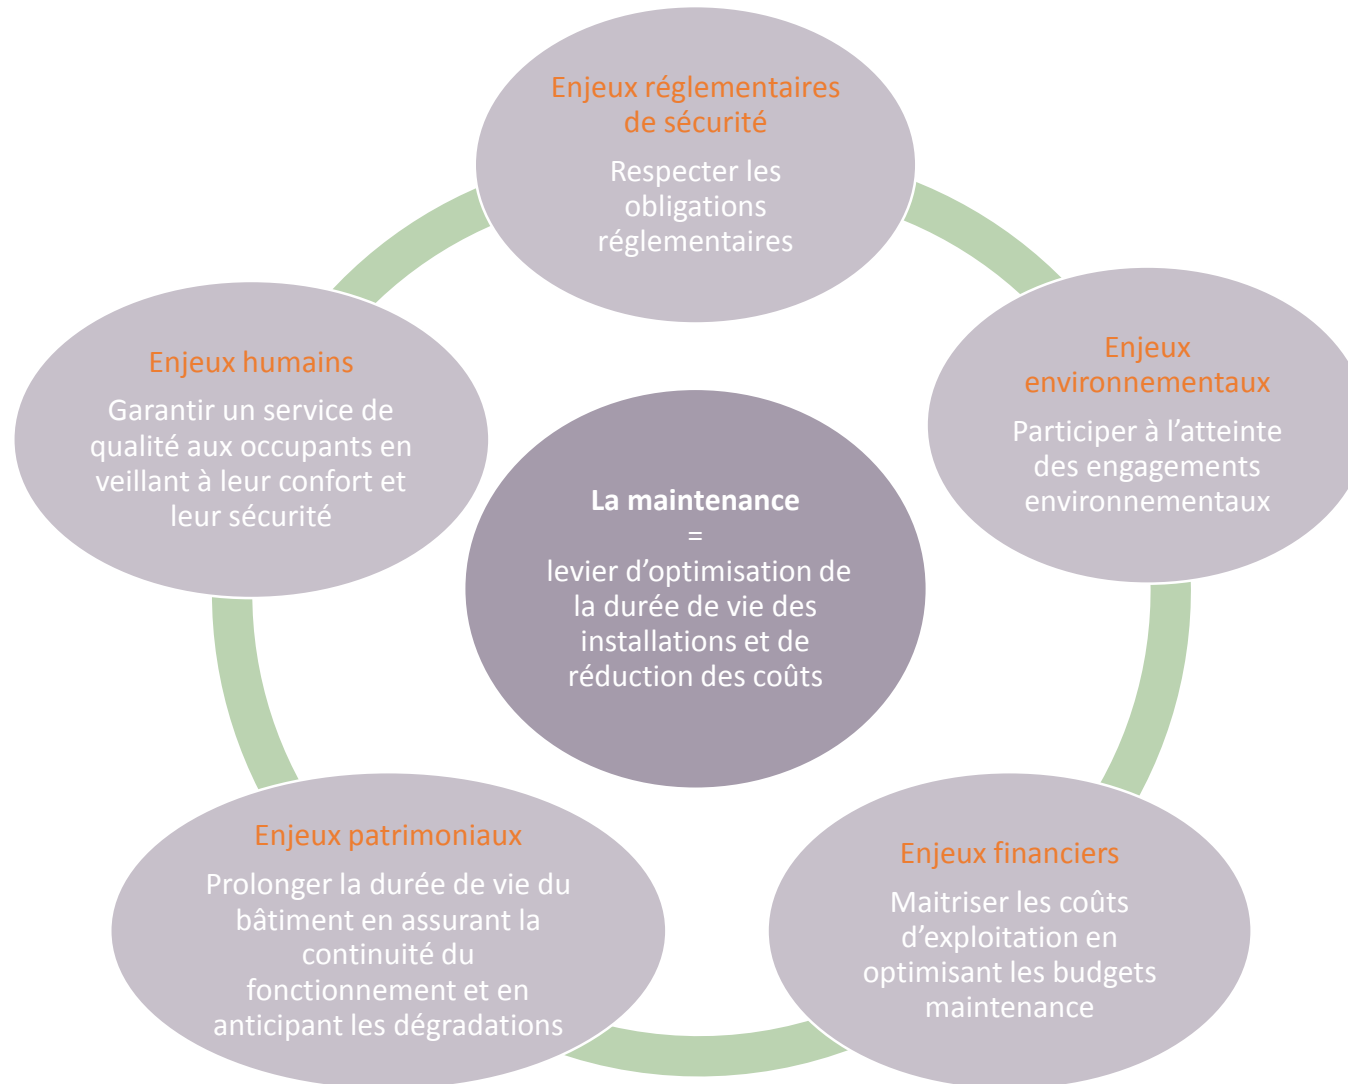 Enjeux réglementaires
de sécurité
Respecter les
obligations
réglementaires
Enjeux
environnementaux
Participer à l’atteinte
des engagements
environnementaux
Enjeux financiers
Maitriser les coûts
d’exploitation en
optimisant les budgets
maintenance
Enjeux patrimoniaux
Prolonger la durée de vie du
bâtiment en assurant la
continuité du
fonctionnement et en
anticipant les dégradations
Enjeux humains
Garantir un service de
qualité aux occupants en
veillant à leur confort et
leur sécurité
La maintenance
=
levier d’optimisation de
la durée de vie des
installations et de
réduction des coûts